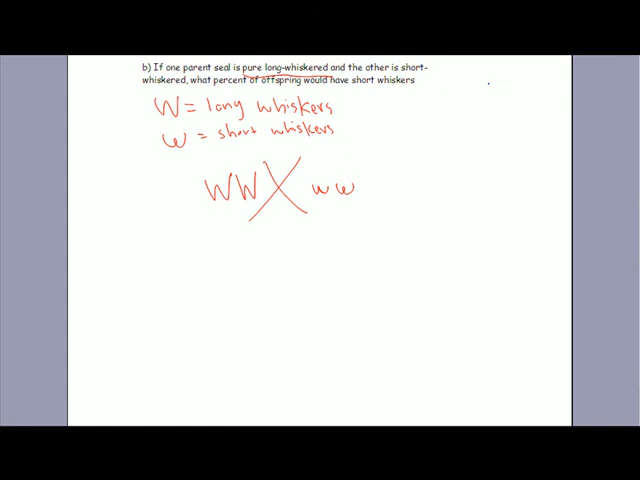 b) If one parent seal is pure long-whiskered and the other is short-
whiskered, what percent of offspring would have short whiskers
W = long whiskers
w = short whiskers
WW X ww